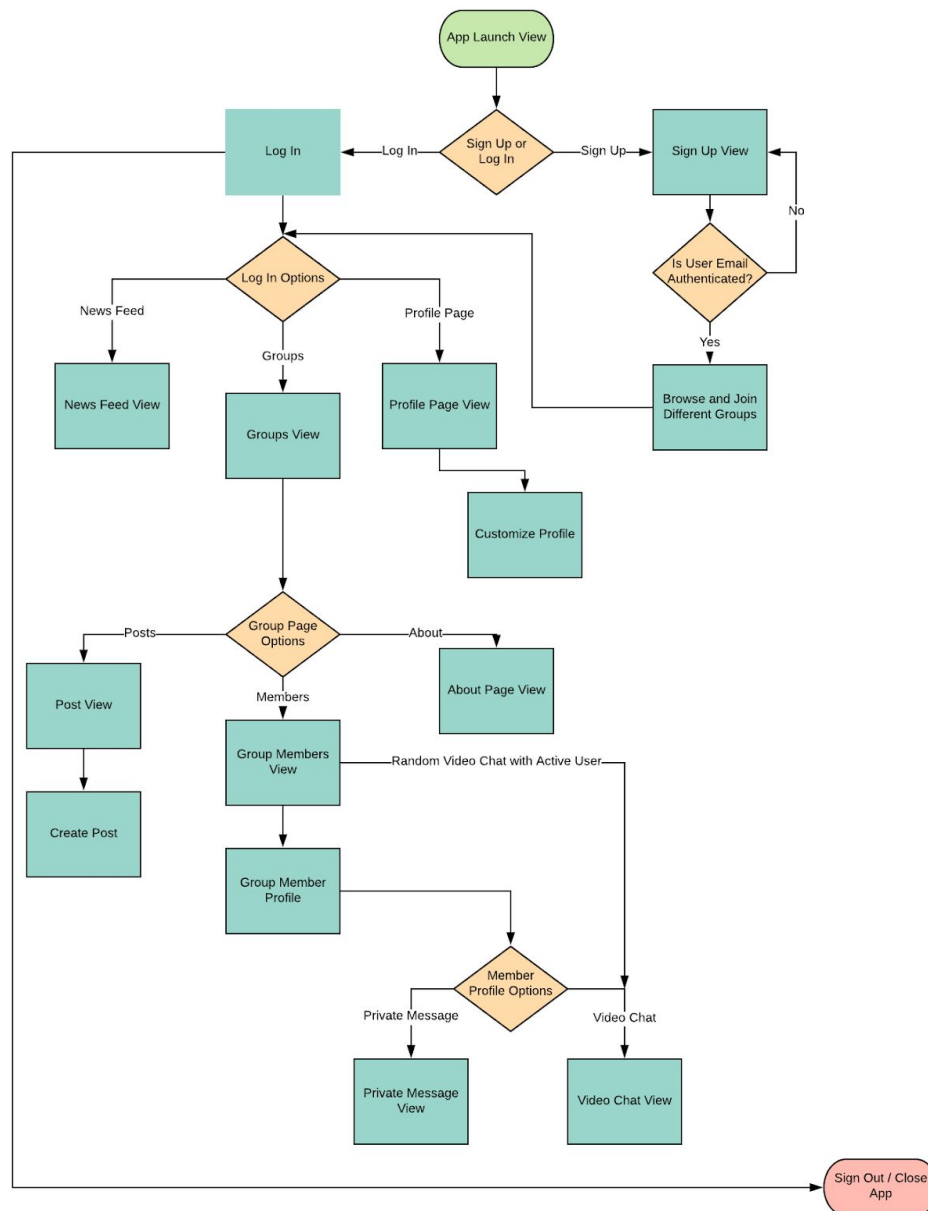 App Launch View
Sign Up or
Log In
Log In
Log In
Sign Up
Sign Up View
No
Is User Email
Authenticated?
Log In Options
News Feed
Profile Page
Groups
Yes
News Feed View
Groups View
Profile Page View
Browse and Join
Different Groups
Customize Profile
Group Page
Options
Posts
About
Members
Post View
About Page View
Group Members
View
Random Video Chat with Active User
Create Post
Group Member
Profile
Member
Profile Options
Private Message
Video Chat
Private Message
View
Video Chat View
Sign Out / Close
App